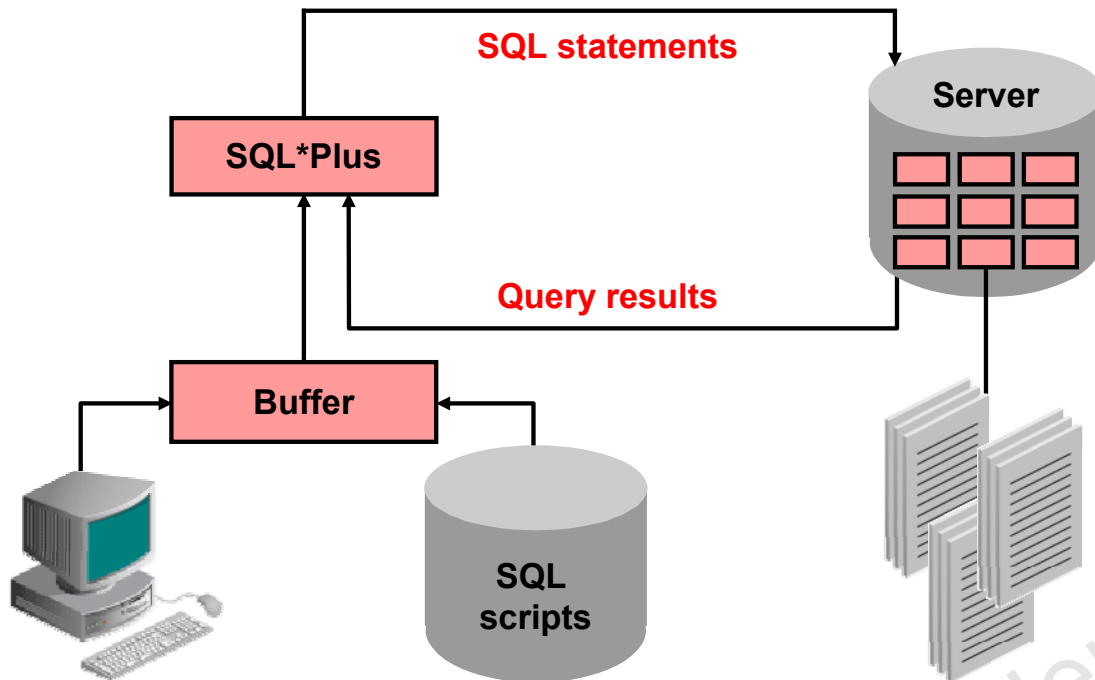 SQL statements
Server
SQL*Plus
Query results
Buffer
SQL
scripts